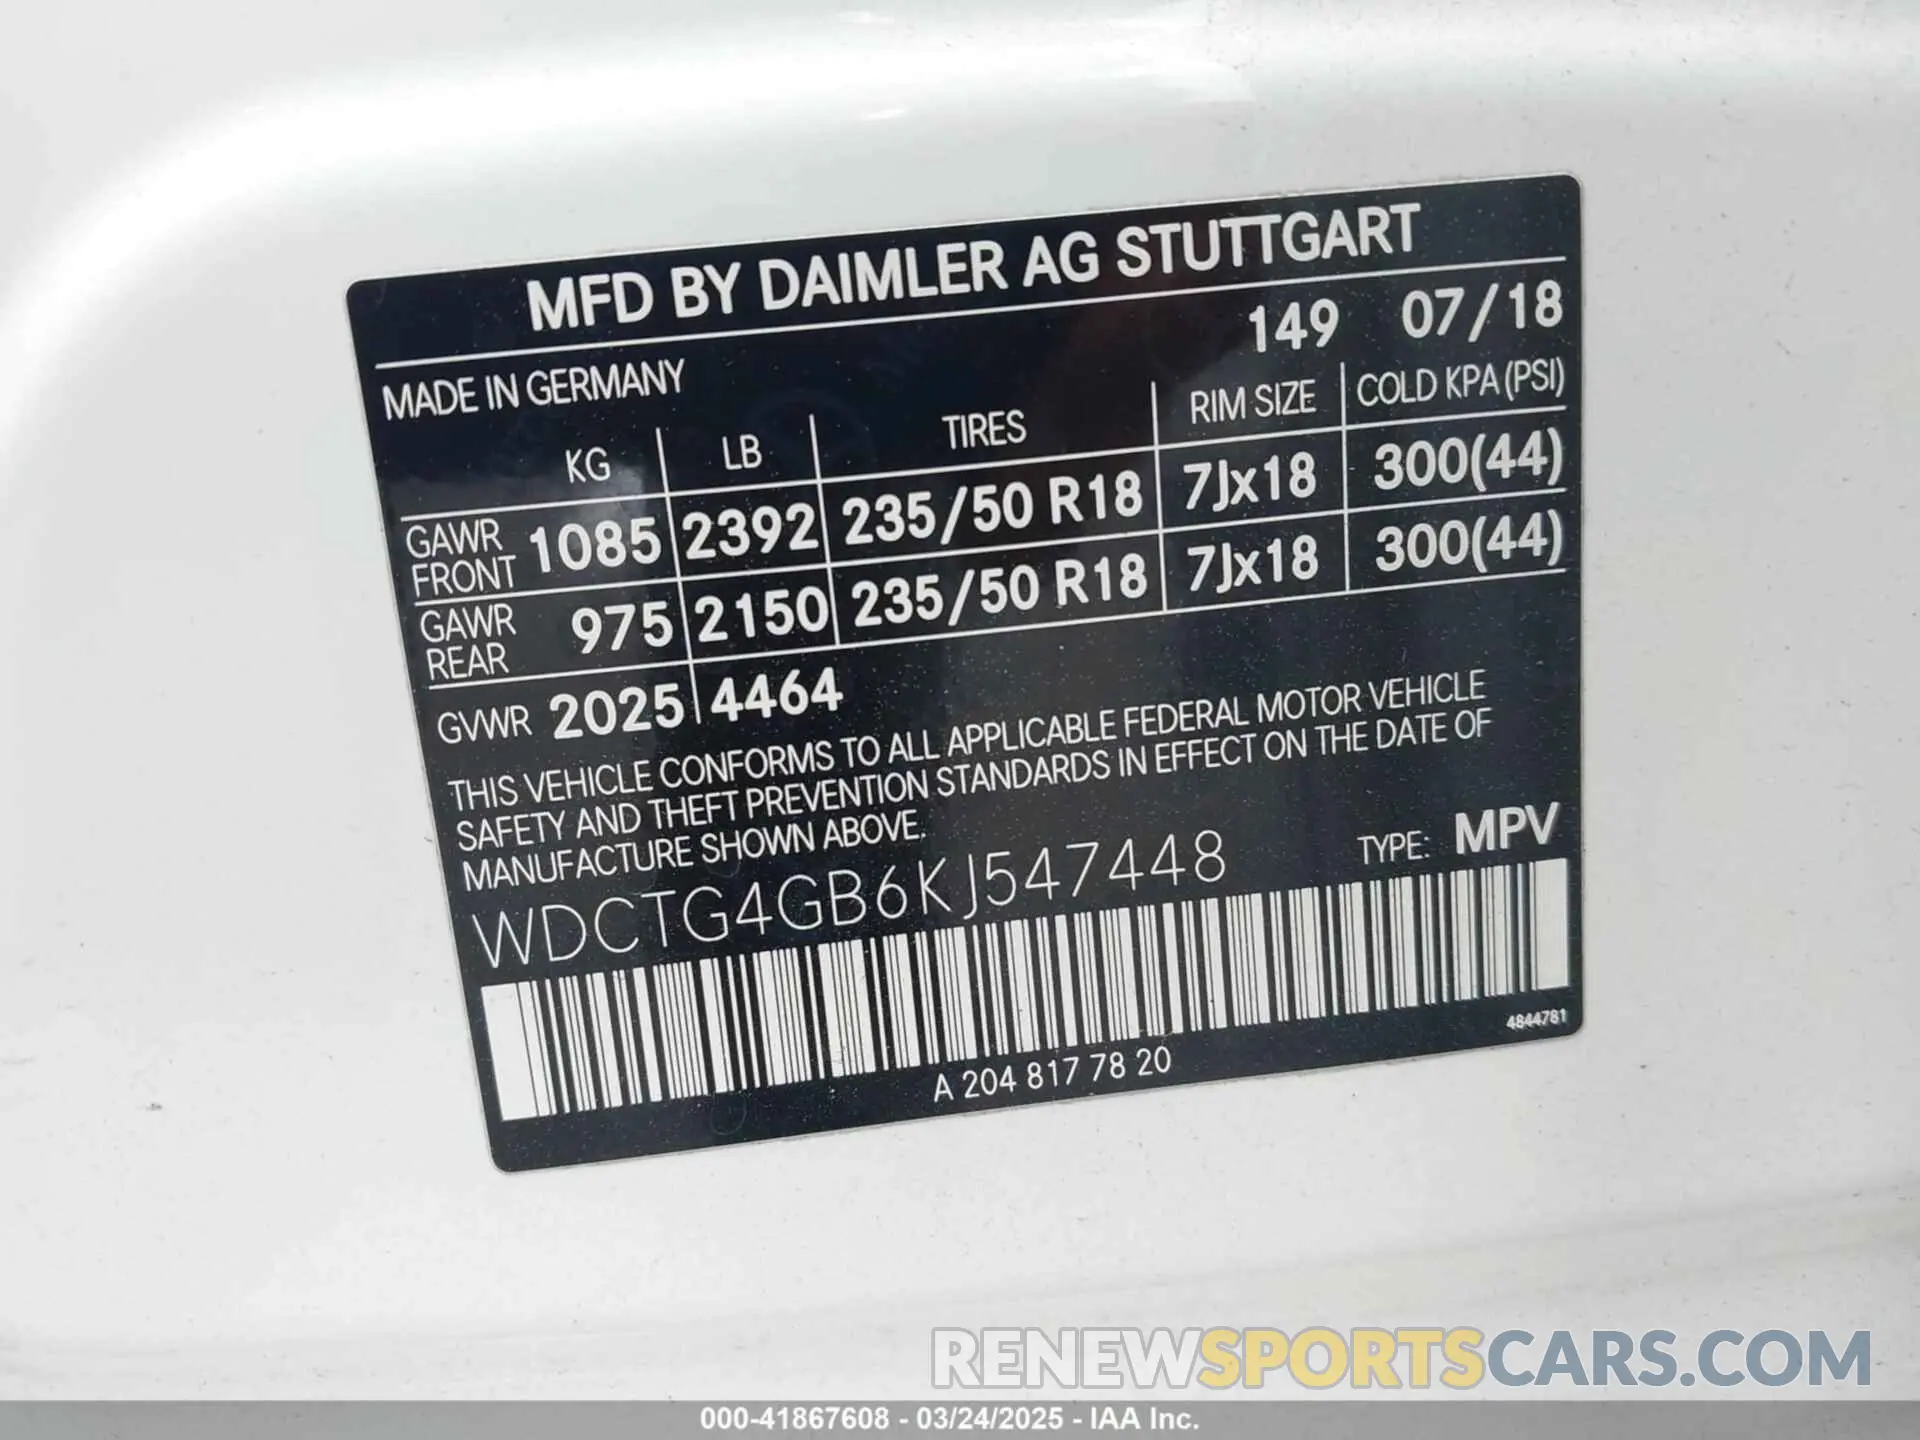 MFD BY DAIMLER AG STUTTGART
149 07/18
MADE IN GERMANY
KG LB TIRES RIM SIZE COLD KPA (PSI)
GAWR FRONT 1085 2392 235/50 R18 7Jx18 300(44)
GAWR REAR 975 2150 235/50 R18 7Jx18 300(44)
GVWR 2025 4464
THIS VEHICLE CONFORMS TO ALL APPLICABLE FEDERAL MOTOR VEHICLE
SAFETY AND THEFT PREVENTION STANDARDS IN EFFECT ON THE DATE OF
MANUFACTURE SHOWN ABOVE.
WDCTG4GB6KJ547448 TYPE: MPV
4844781
A 204 817 78 20
RENEWSPORTSCARS.COM
000-41867608 - 03/24/2025 - IAA Inc.